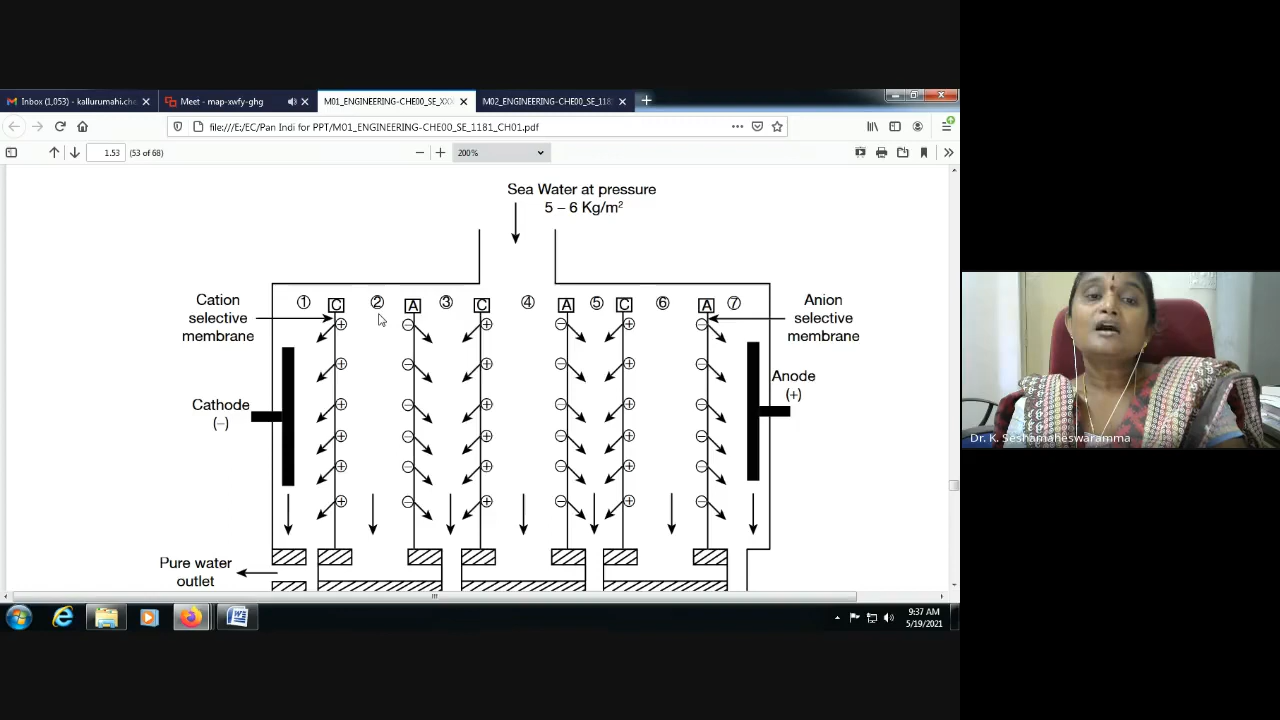 Inbox (1,053) - kallurumahi.che
Meet - map-xwfy-ghg
M01_ENGINEERING-CHE00_SE_XXX
M02_ENGINEERING-CHE00_SE_118
file:///E:/EC/Pan Indi for PPT/M01_ENGINEERING-CHE00_SE_1181_CH01.pdf
1.53
(53 of 68)
200%
Sea Water at pressure
5 – 6 Kg/m²
① C ② A ③ C ④ A ⑤ C ⑥ A ⑦
Cation
selective
membrane
Anion
selective
membrane
Cathode
(–)
Anode
(+)
Pure water
outlet
Dr. K. Seshamaheswaramma
9:37 AM
5/19/2021